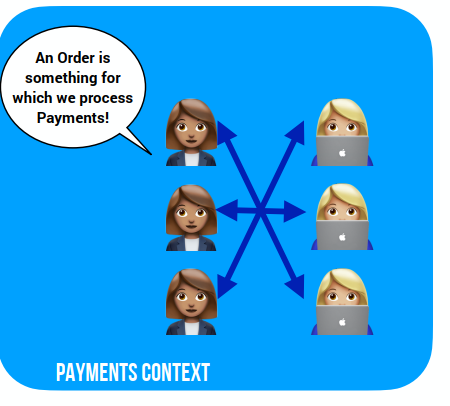 An Order is
something for
which we process
Payments!
PAYMENTS CONTEXT